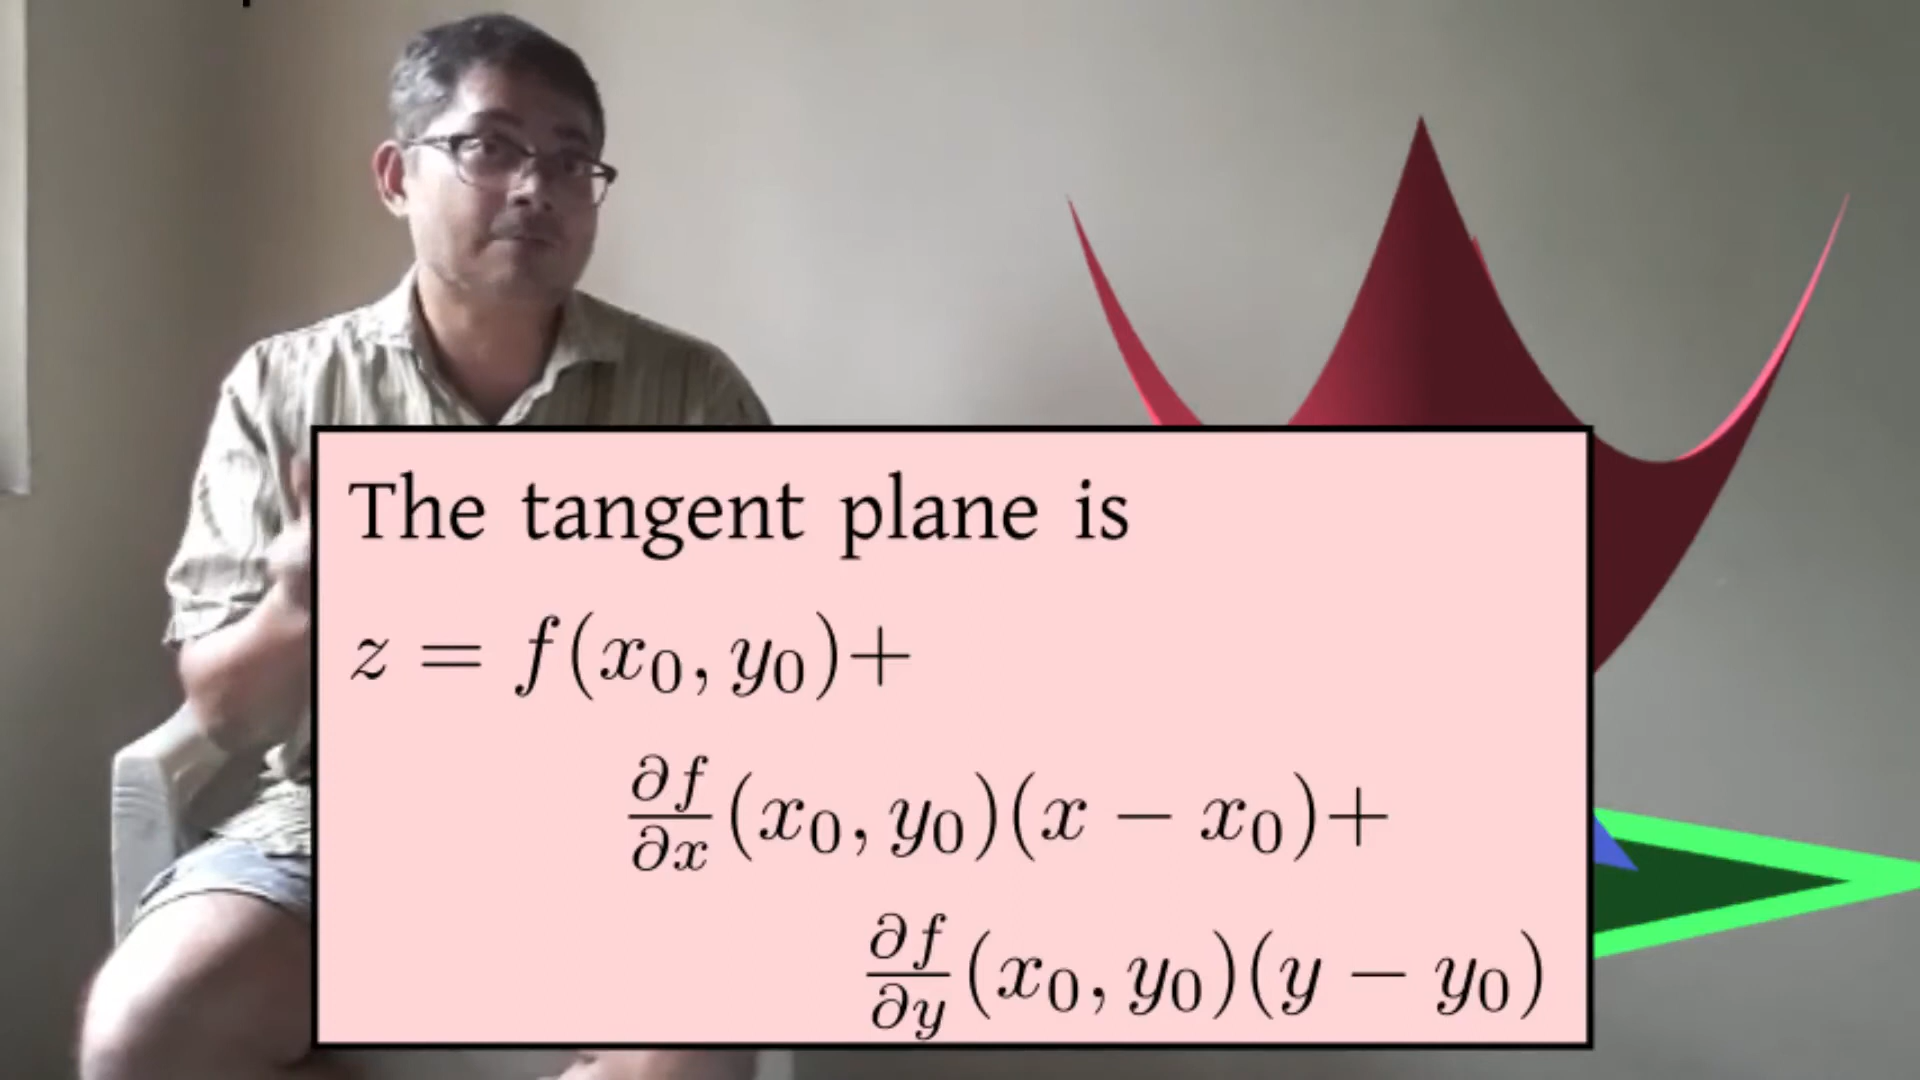 The tangent plane is
z = f(x₀, y₀)+
∂f/∂x (x₀, y₀)(x − x₀)+
∂f/∂y (x₀, y₀)(y − y₀)